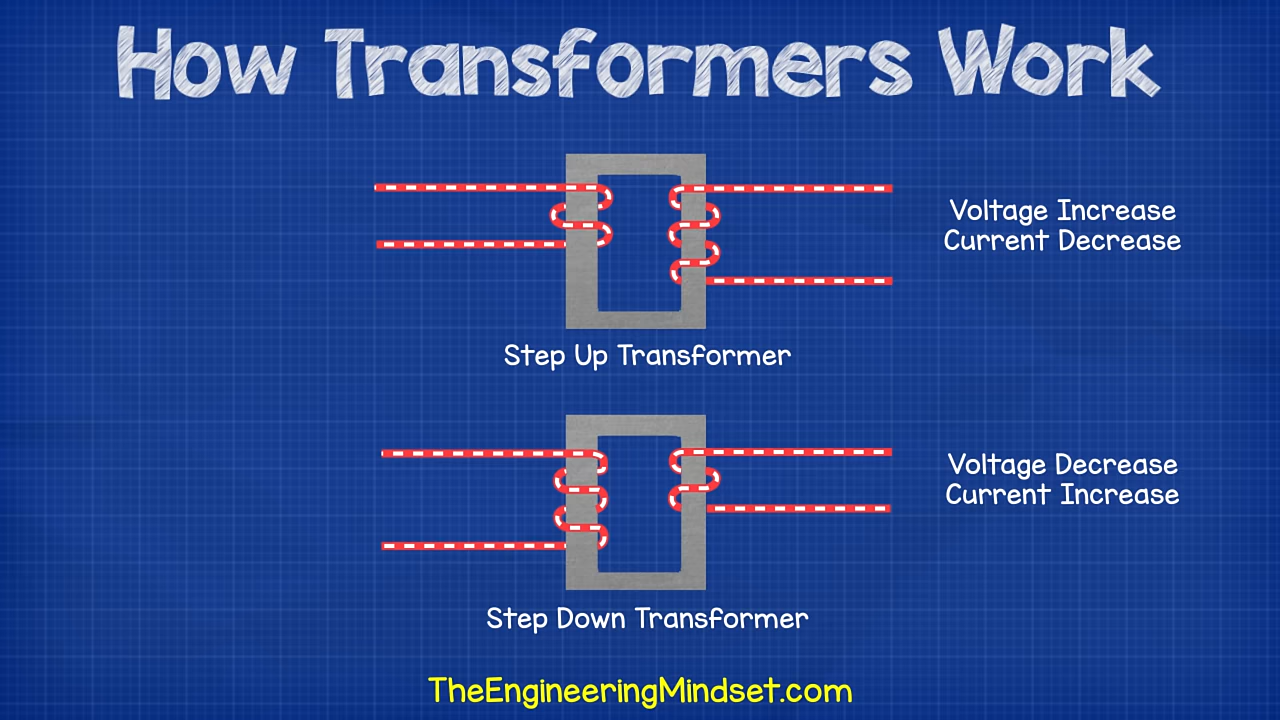 How Transformers Work
Voltage Increase
Current Decrease
Step Up Transformer
Voltage Decrease
Current Increase
Step Down Transformer
TheEngineeringMindset.com